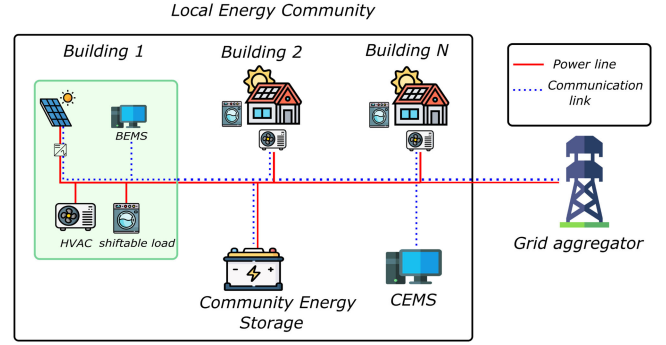 Local Energy Community
Building 1
Building 2
Building N
Power line
Communication
link
BEMS
HVAC
shiftable load
Grid aggregator
Community Energy
Storage
CEMS